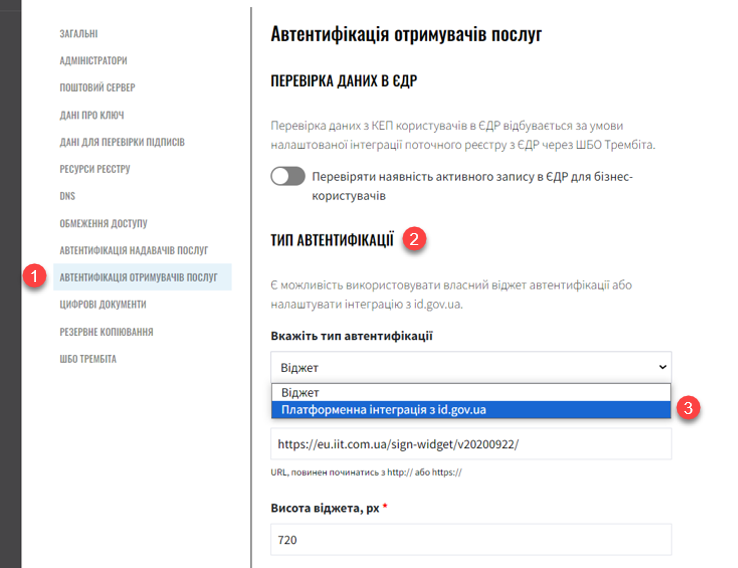 ЗАГАЛЬНІ
АДМІНІСТРАТОРИ
ПОШТОВИЙ СЕРВЕР
ДАНІ ПРО КЛЮЧ
ДАНІ ДЛЯ ПЕРЕВІРКИ ПІДПИСІВ
РЕСУРСИ РЕЄСТРУ
DNS
ОБМЕЖЕННЯ ДОСТУПУ
АВТЕНТИФІКАЦІЯ НАДАВАЧІВ ПОСЛУГ
1
АВТЕНТИФІКАЦІЯ ОТРИМУВАЧІВ ПОСЛУГ
ЦИФРОВІ ДОКУМЕНТИ
РЕЗЕРВНЕ КОПІЮВАННЯ
ШБО ТРЕМБІТА
Автентифікація отримувачів послуг
ПЕРЕВІРКА ДАНИХ В ЄДР
Перевірка даних з КЕП користувачів в ЄДР відбувається за умови
налаштованої інтеграції поточного реєстру з ЄДР через ШБО Трембіта.
Перевіряти наявність активного запису в ЄДР для бізнес-
користувачів
ТИП АВТЕНТИФІКАЦІЇ 2
Є можливість використовувати власний віджет автентифікації або
налаштувати інтеграцію з id.gov.ua.
Вкажіть тип автентифікації
Віджет
Віджет
Платформенна інтеграція з id.gov.ua 3
https://eu.iit.com.ua/sign-widget/v20200922/
URL, повинен починатись з http:// або https://
Висота віджета, px *
720